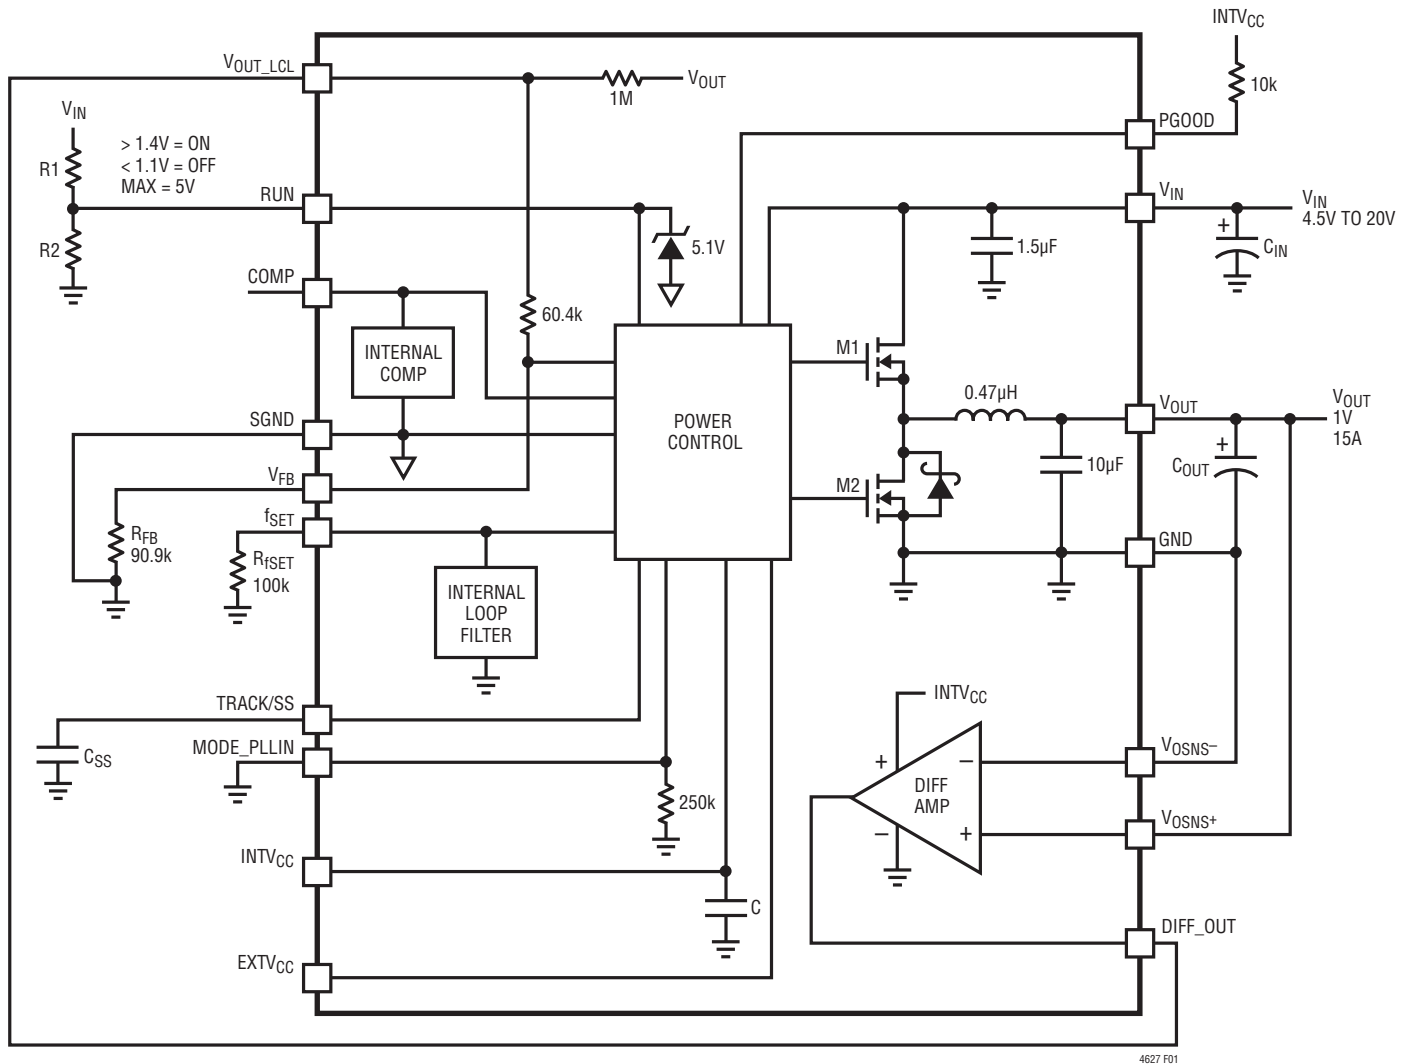 INTVCC
10k
PGOOD
VOUT_LCL
1M
VOUT
VIN
R1
R2
> 1.4V = ON
< 1.1V = OFF
MAX = 5V
RUN
5.1V
VIN
VIN
4.5V TO 20V
+
CIN
1.5µF
COMP
INTERNAL
COMP
60.4k
POWER
CONTROL
M1
0.47µH
VOUT
VOUT
1V
15A
+
COUT
10µF
M2
GND
SGND
VFB
RFB
90.9k
fSET
RfSET
100k
INTERNAL
LOOP
FILTER
TRACK/SS
CSS
MODE_PLLIN
250k
INTVCC
C
EXTVCC
INTVCC
+
–
DIFF
AMP
–
+
VOSNS–
VOSNS+
DIFF_OUT
4627 F01